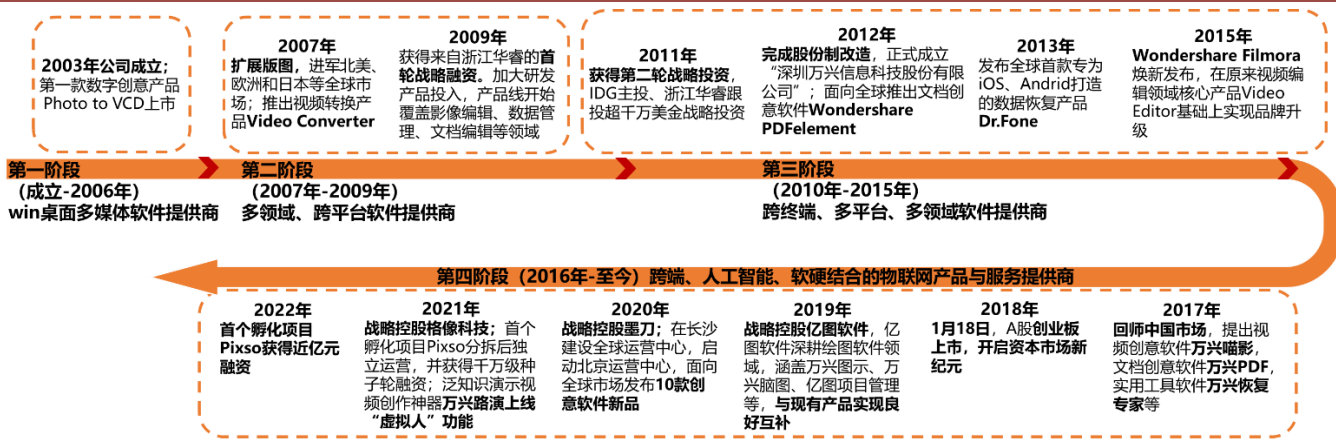 2003年公司成立；
第一款数字创意产品
Photo to VCD上市
2007年
扩展版图，进军北美、
欧洲和日本等全球市
场；推出视频转换产
品Video Converter
2009年
获得来自浙江华睿的首
轮战略融资。加大研发
产品投入，产品线开始
覆盖影像编辑、数据管
理、文档编辑等领域
2011年
获得第二轮战略投资，
IDG主投、浙江华睿跟
投超千万美金战略投资
2012年
完成股份制改造，正式成立
“深圳万兴信息科技股份有限
公司”；面向全球推出文档创
意软件Wondershare
PDFelement
2013年
发布全球首款专为
iOS、Andrid打造
的数据恢复产品
Dr.Fone
2015年
Wondershare Filmora
焕新发布，在原来视频编
辑领域核心产品Video
Editor基础上实现品牌升
级
第一阶段
（成立-2006年）
win桌面多媒体软件提供商
第二阶段
（2007年-2009年）
多领域、跨平台软件提供商
第三阶段
（2010年-2015年）
跨终端、多平台、多领域软件提供商
第四阶段（2016年-至今）跨端、人工智能、软硬结合的物联网产品与服务提供商
2022年
首个孵化项目
Pixso获得近亿元
融资
2021年
战略控股格像科技；首个
孵化项目Pixso分拆后独
立运营，并获得千万级种
子轮融资；泛知识演示视
频创作神器万兴路演上线
“虚拟人”功能
2020年
战略控股墨刀；在长沙
建设全球运营中心，启
动北京运营中心，面向
全球市场发布10款创
意软件新品
2019年
战略控股亿图软件，亿
图软件深耕绘图软件领
域，涵盖万兴图示、万
兴脑图、亿图项目管理
等，与现有产品实现良
好互补
2018年
1月18日，A股创业板
上市，开启资本市场新
纪元
2017年
回师中国市场，提出视
频创意软件万兴喵影，
文档创意软件万兴PDF，
实用工具软件万兴恢复
专家等